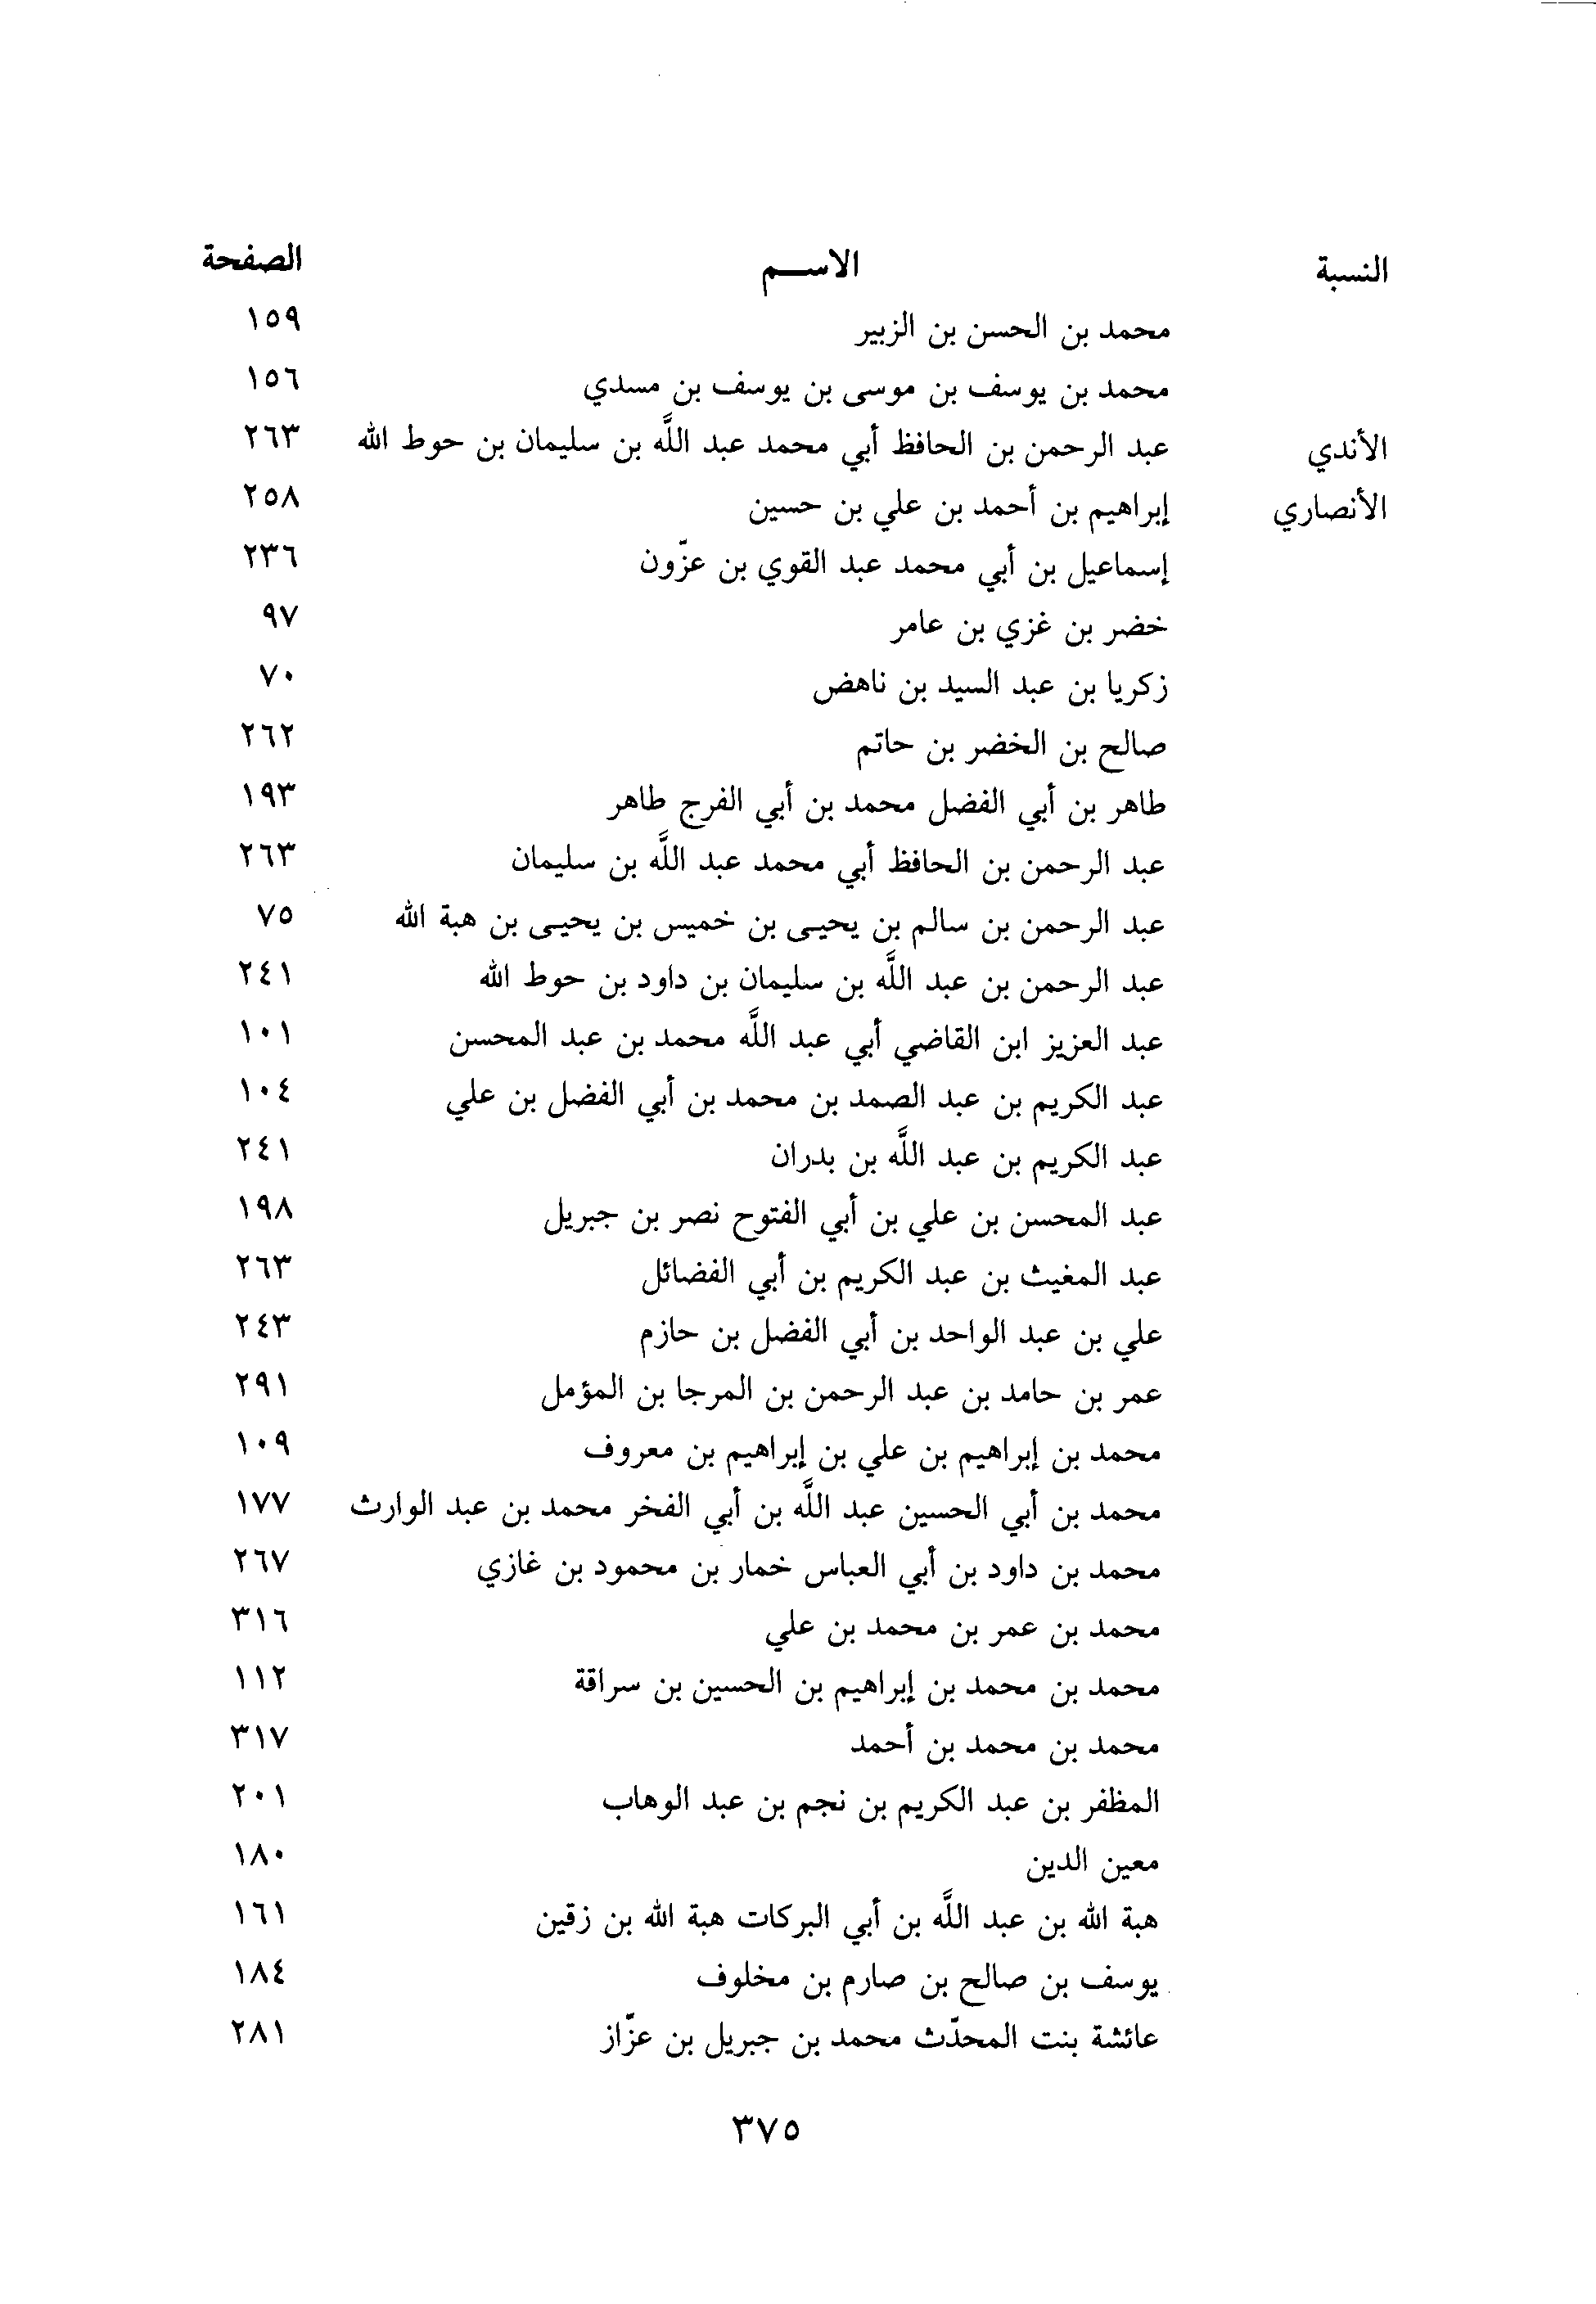 النسبة الاســم الصفحة
محمد بن الحسن بن الزبير ١٥٩
محمد بن يوسف بن موسى بن يوسف بن مسدي ١٥٦
الأندي عبد الرحمن بن الحافظ أبي محمد عبد اللَّه بن سليمان بن حوط الله ٢٦٣
الأنصاري إبراهيم بن أحمد بن علي بن حسين ٢٥٨
إسماعيل بن أبي محمد عبد القوي بن عزّون ٢٣٦
خضر بن غزي بن عامر ٩٧
زكريا بن عبد السيد بن ناهض ٧٠
صالح بن الخضر بن حاتم ٢٦٢
طاهر بن أبي الفضل محمد بن أبي الفرج طاهر ١٩٣
عبد الرحمن بن الحافظ أبي محمد عبد اللَّه بن سليمان ٢٦٣
عبد الرحمن بن سالم بن يحيـى بن خميس بن يحيـى بن هبة الله ٧٥
عبد الرحمن بن عبد اللَّه بن سليمان بن داود بن حوط الله ٢٤١
عبد العزيز ابن القاضي أبي عبد اللَّه محمد بن عبد المحسن ١٠١
عبد الكريم بن عبد الصمد بن محمد بن أبي الفضل بن علي ١٠٤
عبد الكريم بن عبد اللَّه بن بدران ٢٤١
عبد المحسن بن علي بن أبي الفتوح نصر بن جبريل ١٩٨
عبد المغيث بن عبد الكريم بن أبي الفضائل ٢٦٣
علي بن عبد الواحد بن أبي الفضل بن حازم ٢٤٣
عمر بن حامد بن عبد الرحمن بن المرجا بن المؤمل ٢٩١
محمد بن إبراهيم بن علي بن إبراهيم بن معروف ١٠٩
محمد بن أبي الحسين عبد اللَّه بن أبي الفخر محمد بن عبد الوارث ١٧٧
محمد بن داود بن أبي العباس خمار بن محمود بن غازي ٢٦٧
محمد بن عمر بن محمد بن علي ٣١٦
محمد بن محمد بن إبراهيم بن الحسين بن سراقة ١١٢
محمد بن محمد بن أحمد ٣١٧
المظفر بن عبد الكريم بن نجم بن عبد الوهاب ٢٠١
معين الدين ١٨٠
هبة الله بن عبد اللَّه بن أبي البركات هبة الله بن زقين ١٦١
يوسف بن صالح بن صارم بن مخلوف ١٨٤
عائشة بنت المحدّث محمد بن جبريل بن عزّاز ٢٨١
٣٧٥